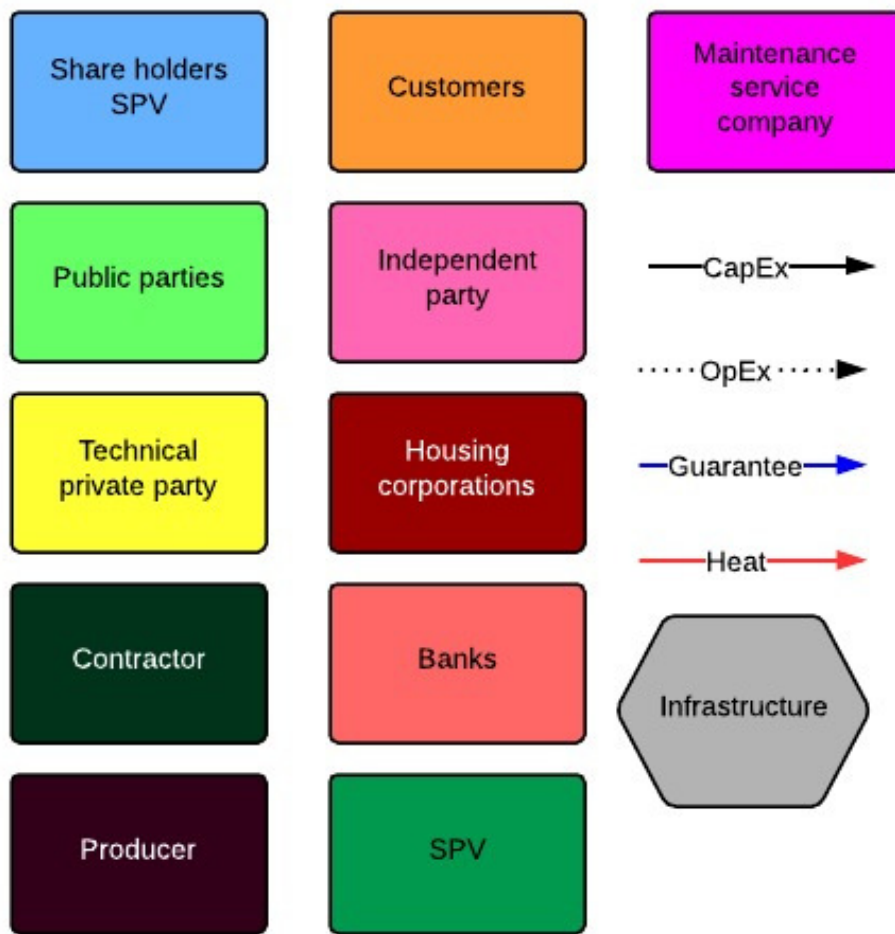 Share holders
SPV
Customers
Maintenance
service
company
Public parties
Independent
party
CapEx
OpEx
Technical
private party
Housing
corporations
Guarantee
Heat
Contractor
Banks
Infrastructure
Producer
SPV